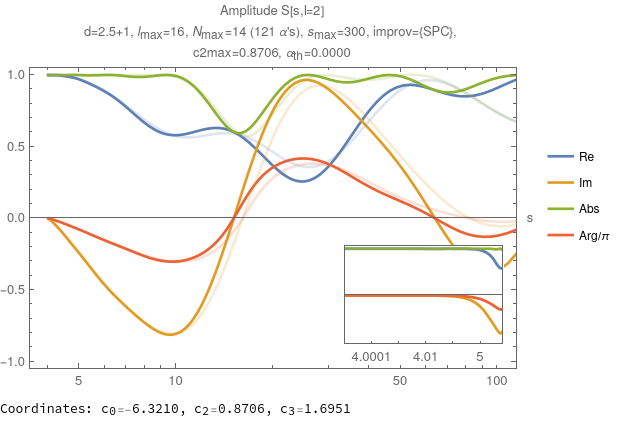 Amplitude S[s,l=2]
d=2.5+1, lmax=16, Nmax=14 (121 α's), smax=300, improv={SPC},
c2max=0.8706, αth=0.0000
1.0
0.5
0.0
-0.5
-1.0
s
Re
Im
Abs
Arg/π
4.0001 4.01 5
5 10 50 100
Coordinates: c0=-6.3210, c2=0.8706, c3=1.6951